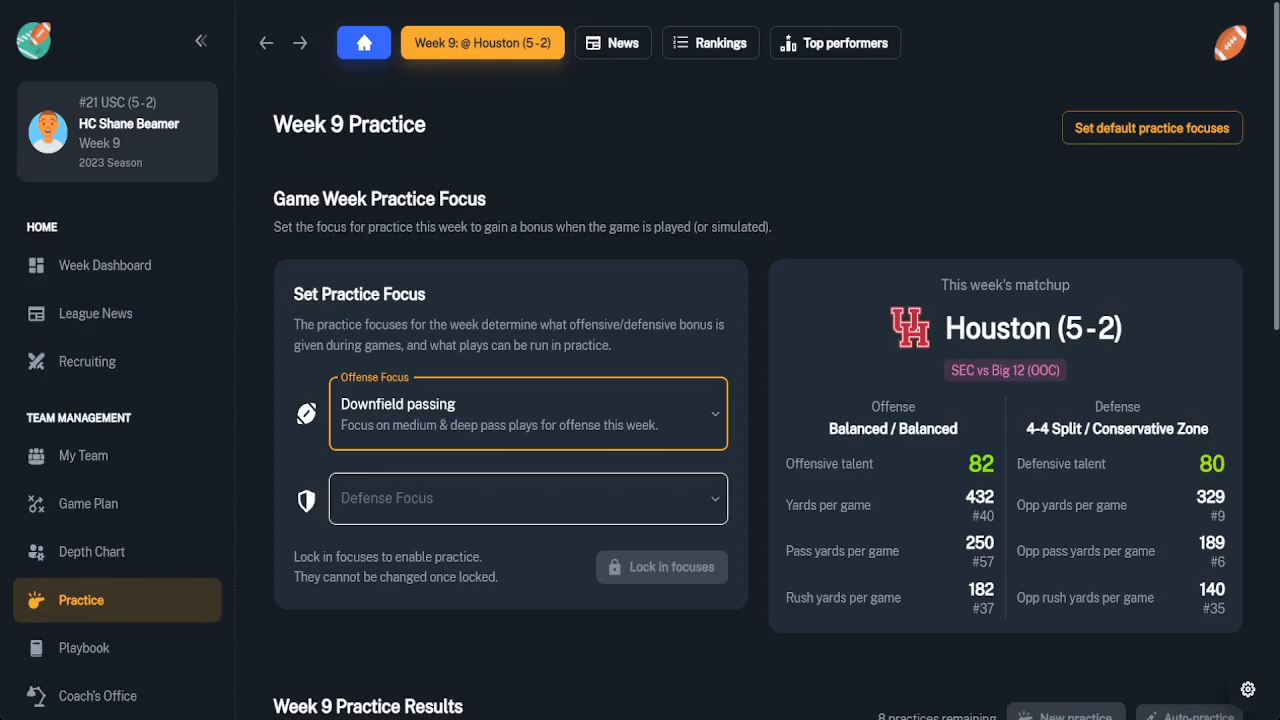 Week 9: @ Houston (5-2)
News
Rankings
Top performers
#21 USC (5-2)
HC Shane Beamer
Week 9
2023 Season
HOME
Week Dashboard
League News
Recruiting
TEAM MANAGEMENT
My Team
Game Plan
Depth Chart
Practice
Playbook
Coach's Office
Week 9 Practice
Set default practice focuses
Game Week Practice Focus
Set the focus for practice this week to gain a bonus when the game is played (or simulated).
Set Practice Focus
The practice focuses for the week determine what offensive/defensive bonus is
given during games, and what plays can be run in practice.
Offense Focus
Downfield passing
Focus on medium & deep pass plays for offense this week.
Defense Focus
Lock in focuses to enable practice.
They cannot be changed once locked.
Lock in focuses
This week's matchup
Houston (5-2)
SEC vs Big 12 (OOC)
Offense
Balanced / Balanced
Offensive talent 82
Yards per game 432
#40
Pass yards per game 250
#57
Rush yards per game 182
#37
Defense
4-4 Split / Conservative Zone
Defensive talent 80
Opp yards per game 329
#9
Opp pass yards per game 189
#6
Opp rush yards per game 140
#35
Week 9 Practice Results
8 practices remaining
New practice
Auto-practice